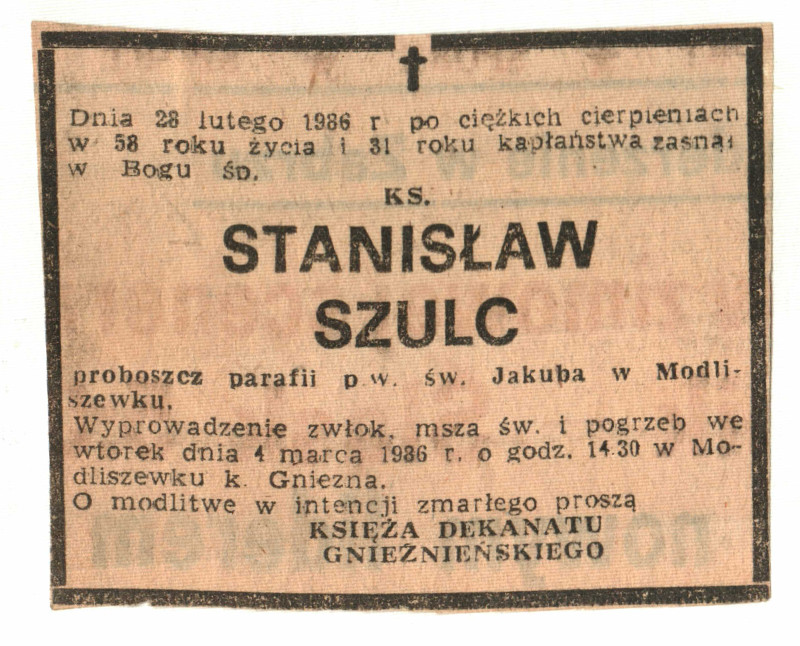 Dnia 28 lutego 1986 r po ciężkich cierpieniach
w 58 roku życia i 31 roku kapłaństwa zasnął
w Bogu śp.
KS.
STANISŁAW
SZULC
proboszcz parafii p.w. św. Jakuba w Modli-
szewku.
Wyprowadzenie zwłok, msza św. i pogrzeb we
wtorek dnia 4 marca 1986 r. o godz. 14.30 w Mo-
dliszewku k. Gniezna.
O modlitwę w intencji zmarłego proszą
KSIĘŻA DEKANATU
GNIEŹNIEŃSKIEGO